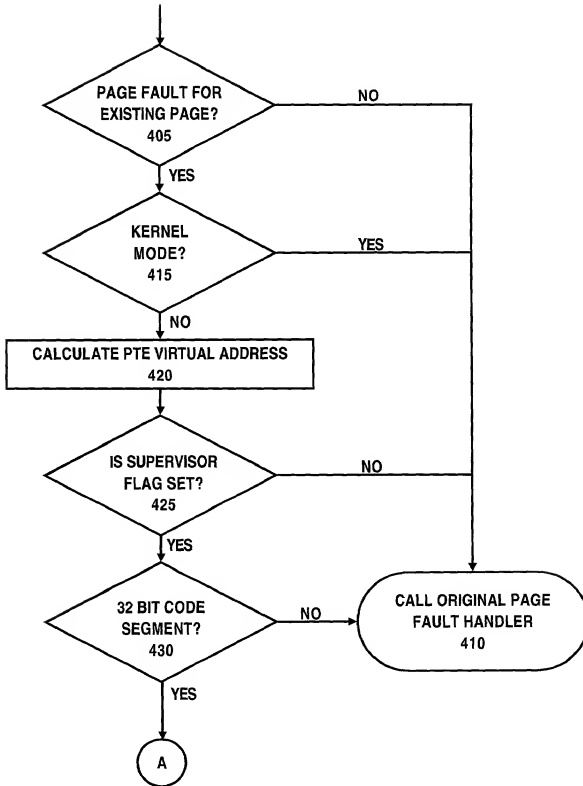 PAGE FAULT FOR
EXISTING PAGE?
405
NO
YES
KERNEL
MODE?
415
YES
NO
CALCULATE PTE VIRTUAL ADDRESS
420
IS SUPERVISOR
FLAG SET?
425
NO
YES
32 BIT CODE
SEGMENT?
430
NO
CALL ORIGINAL PAGE
FAULT HANDLER
410
YES
A